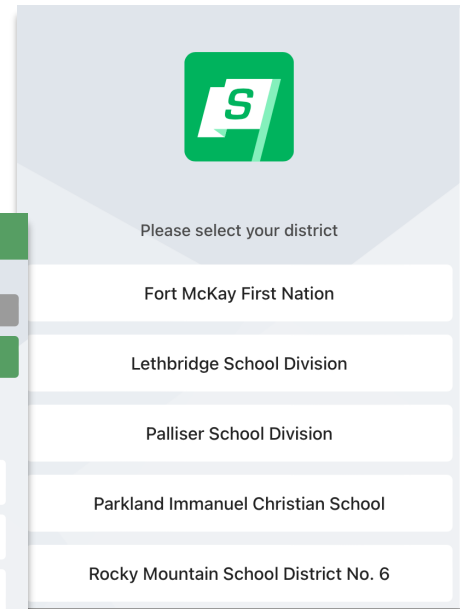 S
Please select your district
Fort McKay First Nation
Lethbridge School Division
Palliser School Division
Parkland Immanuel Christian School
Rocky Mountain School District No. 6